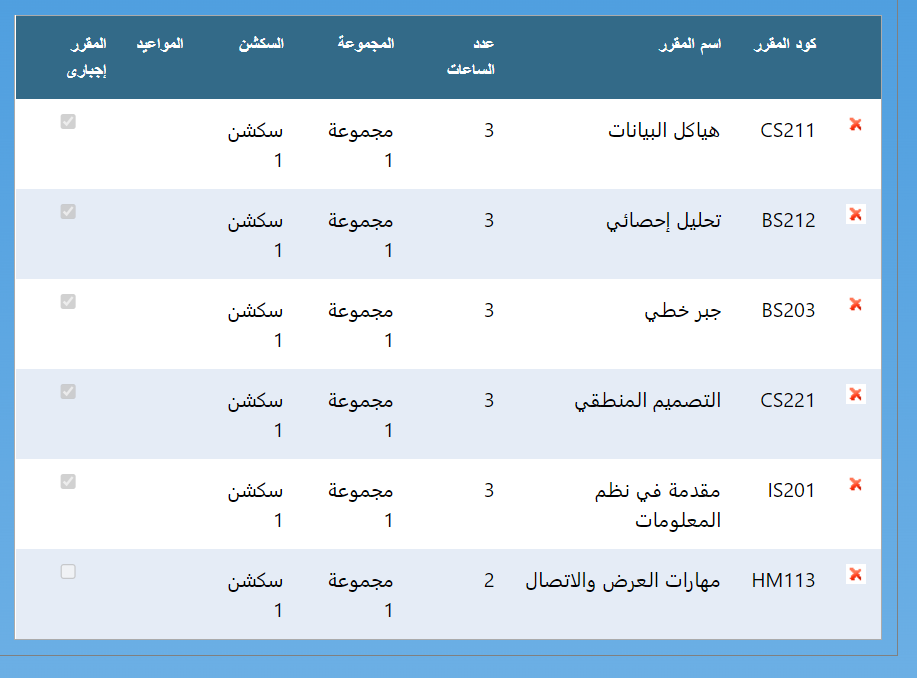 كود المقرر
اسم المقرر
عدد
الساعات
المجموعة
السكشن
المواعيد
المقرر
إجبارى
CS211
هياكل البيانات
3
مجموعة
1
سكشن
1
BS212
تحليل إحصائي
3
مجموعة
1
سكشن
1
BS203
جبر خطي
3
مجموعة
1
سكشن
1
CS221
التصميم المنطقي
3
مجموعة
1
سكشن
1
IS201
مقدمة في نظم
المعلومات
3
مجموعة
1
سكشن
1
HM113
مهارات العرض والاتصال
2
مجموعة
1
سكشن
1